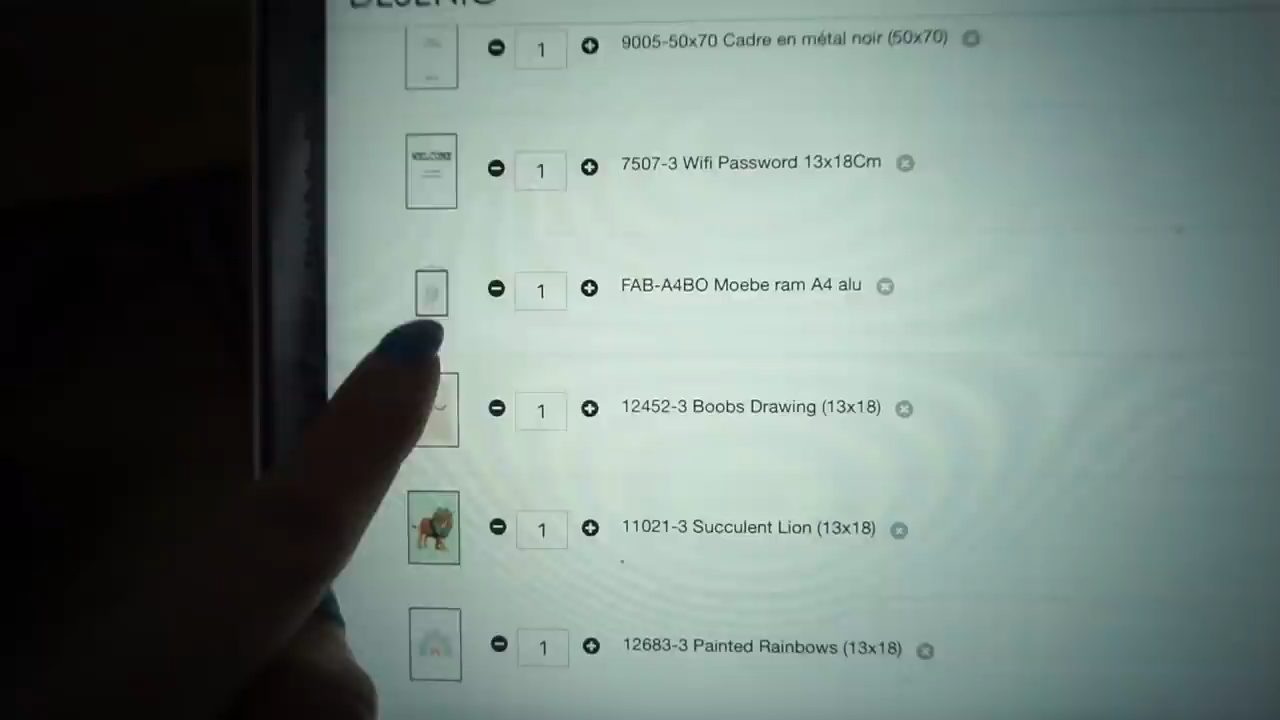 DESENIO
1
9005-50x70 Cadre en métal noir (50x70)
WELCOME
1
7507-3 Wifi Password 13x18Cm
1
FAB-A4BO Moebe ram A4 alu
1
12452-3 Boobs Drawing (13x18)
1
11021-3 Succulent Lion (13x18)
1
12683-3 Painted Rainbows (13x18)